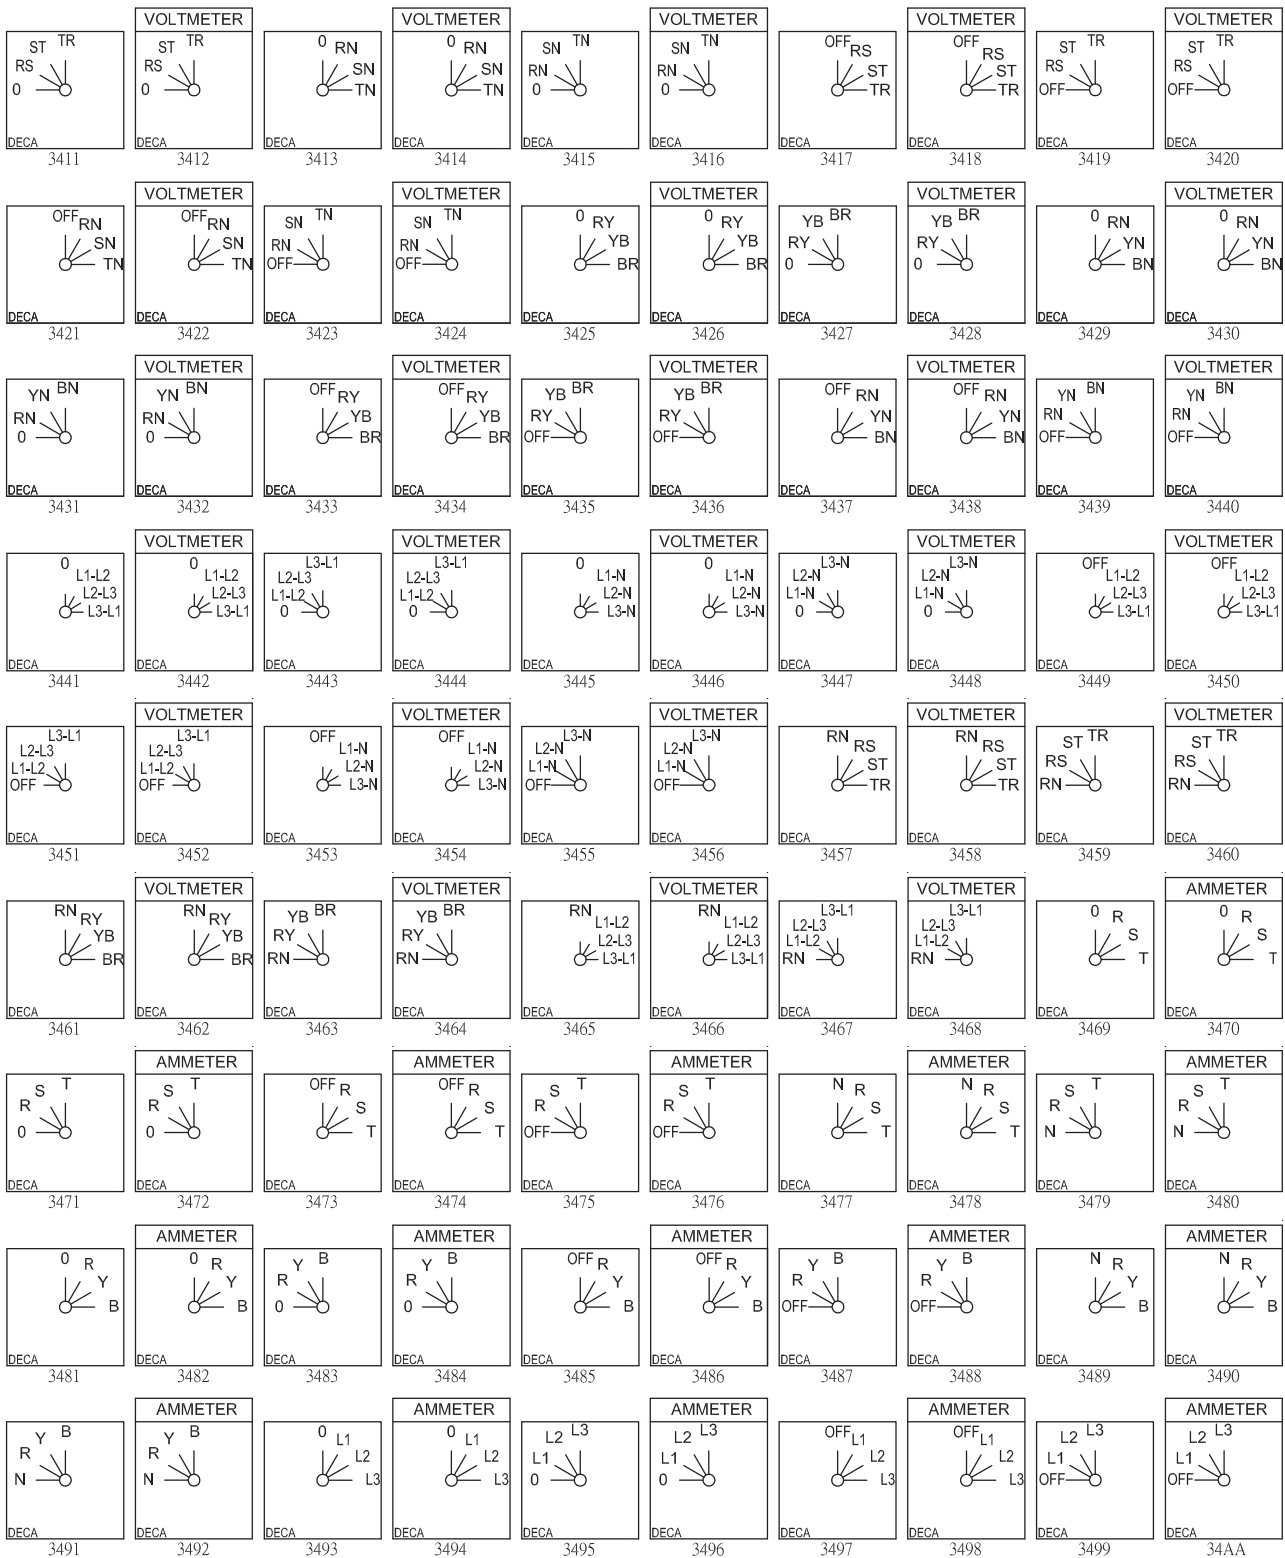 ST TR
RS
0
DECA
3411
VOLTMETER
ST TR
RS
0
DECA
3412
0 RN
SN
TN
DECA
3413
VOLTMETER
0 RN
SN
TN
DECA
3414
SN TN
RN
0
DECA
3415
VOLTMETER
SN TN
RN
0
DECA
3416
OFF RS
ST
TR
DECA
3417
VOLTMETER
OFF RS
ST
TR
DECA
3418
ST TR
RS
OFF
DECA
3419
VOLTMETER
ST TR
RS
OFF
DECA
3420
OFF RN
SN
TN
DECA
3421
VOLTMETER
OFF RN
SN
TN
DECA
3422
SN TN
RN
OFF
DECA
3423
VOLTMETER
SN TN
RN
OFF
DECA
3424
0 RY
YB
BR
DECA
3425
VOLTMETER
0 RY
YB
BR
DECA
3426
YB BR
RY
0
DECA
3427
VOLTMETER
YB BR
RY
0
DECA
3428
0 RN
YN
BN
DECA
3429
VOLTMETER
0 RN
YN
BN
DECA
3430
YN BN
RN
0
DECA
3431
VOLTMETER
YN BN
RN
0
DECA
3432
OFF RY
YB
BR
DECA
3433
VOLTMETER
OFF RY
YB
BR
DECA
3434
YB BR
RY
OFF
DECA
3435
VOLTMETER
YB BR
RY
OFF
DECA
3436
OFF RN
YN
BN
DECA
3437
VOLTMETER
OFF RN
YN
BN
DECA
3438
YN BN
RN
OFF
DECA
3439
VOLTMETER
YN BN
RN
OFF
DECA
3440
0
L1-L2
L2-L3
L3-L1
DECA
3441
VOLTMETER
0
L1-L2
L2-L3
L3-L1
DECA
3442
L3-L1
L2-L3
L1-L2
0
DECA
3443
VOLTMETER
L3-L1
L2-L3
L1-L2
0
DECA
3444
0
L1-N
L2-N
L3-N
DECA
3445
VOLTMETER
0
L1-N
L2-N
L3-N
DECA
3446
L3-N
L2-N
L1-N
0
DECA
3447
VOLTMETER
L3-N
L2-N
L1-N
0
DECA
3448
OFF
L1-L2
L2-L3
L3-L1
DECA
3449
VOLTMETER
OFF
L1-L2
L2-L3
L3-L1
DECA
3450
L3-L1
L2-L3
L1-L2
OFF
DECA
3451
VOLTMETER
L3-L1
L2-L3
L1-L2
OFF
DECA
3452
OFF
L1-N
L2-N
L3-N
DECA
3453
VOLTMETER
OFF
L1-N
L2-N
L3-N
DECA
3454
L3-N
L2-N
L1-N
OFF
DECA
3455
VOLTMETER
L3-N
L2-N
L1-N
OFF
DECA
3456
RN RS
ST
TR
DECA
3457
VOLTMETER
RN RS
ST
TR
DECA
3458
ST TR
RS
RN
DECA
3459
VOLTMETER
ST TR
RS
RN
DECA
3460
RN RY
YB
BR
DECA
3461
VOLTMETER
RN RY
YB
BR
DECA
3462
YB BR
RY
RN
DECA
3463
VOLTMETER
YB BR
RY
RN
DECA
3464
RN
L1-L2
L2-L3
L3-L1
DECA
3465
VOLTMETER
RN
L1-L2
L2-L3
L3-L1
DECA
3466
L3-L1
L2-L3
L1-L2
RN
DECA
3467
VOLTMETER
L3-L1
L2-L3
L1-L2
RN
DECA
3468
0 R
S
T
DECA
3469
AMMETER
0 R
S
T
DECA
3470
S T
R
0
DECA
3471
AMMETER
S T
R
0
DECA
3472
OFF R
S
T
DECA
3473
AMMETER
OFF R
S
T
DECA
3474
S T
R
OFF
DECA
3475
AMMETER
S T
R
OFF
DECA
3476
N R
S
T
DECA
3477
AMMETER
N R
S
T
DECA
3478
S T
R
N
DECA
3479
AMMETER
S T
R
N
DECA
3480
0 R
Y
B
DECA
3481
AMMETER
0 R
Y
B
DECA
3482
Y B
R
0
DECA
3483
AMMETER
Y B
R
0
DECA
3484
OFF R
Y
B
DECA
3485
AMMETER
OFF R
Y
B
DECA
3486
Y B
R
OFF
DECA
3487
AMMETER
Y B
R
OFF
DECA
3488
N R
Y
B
DECA
3489
AMMETER
N R
Y
B
DECA
3490
Y B
R
N
DECA
3491
AMMETER
Y B
R
N
DECA
3492
0 L1
L2
L3
DECA
3493
AMMETER
0 L1
L2
L3
DECA
3494
L2 L3
L1
0
DECA
3495
AMMETER
L2 L3
L1
0
DECA
3496
OFF L1
L2
L3
DECA
3497
AMMETER
OFF L1
L2
L3
DECA
3498
L2 L3
L1
OFF
DECA
3499
AMMETER
L2 L3
L1
OFF
DECA
34AA